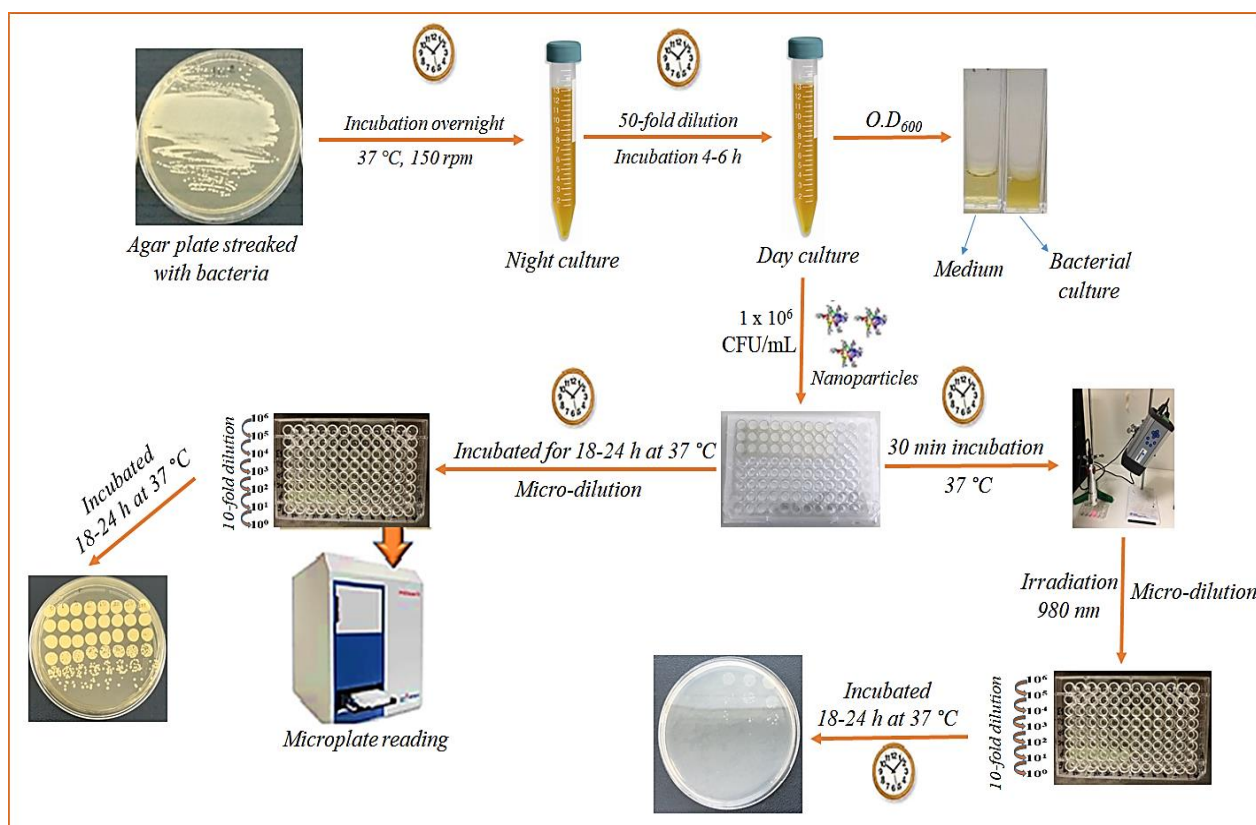 Incubation overnight
37 °C, 150 rpm
50-fold dilution
Incubation 4-6 h
O.D600
Agar plate streaked
with bacteria
Night culture
Day culture
Medium
Bacterial
culture
1 x 10⁶
CFU/mL
Nanoparticles
Incubated for 18-24 h at 37 °C
Micro-dilution
30 min incubation
37 °C
10-fold dilution
10⁶
10⁵
10⁴
10³
10²
10¹
10⁰
Incubated
18-24 h at 37 °C
Microplate reading
Irradiation
980 nm
Micro-dilution
Incubated
18-24 h at 37 °C
10-fold dilution
10⁶
10⁵
10⁴
10³
10²
10¹
10⁰